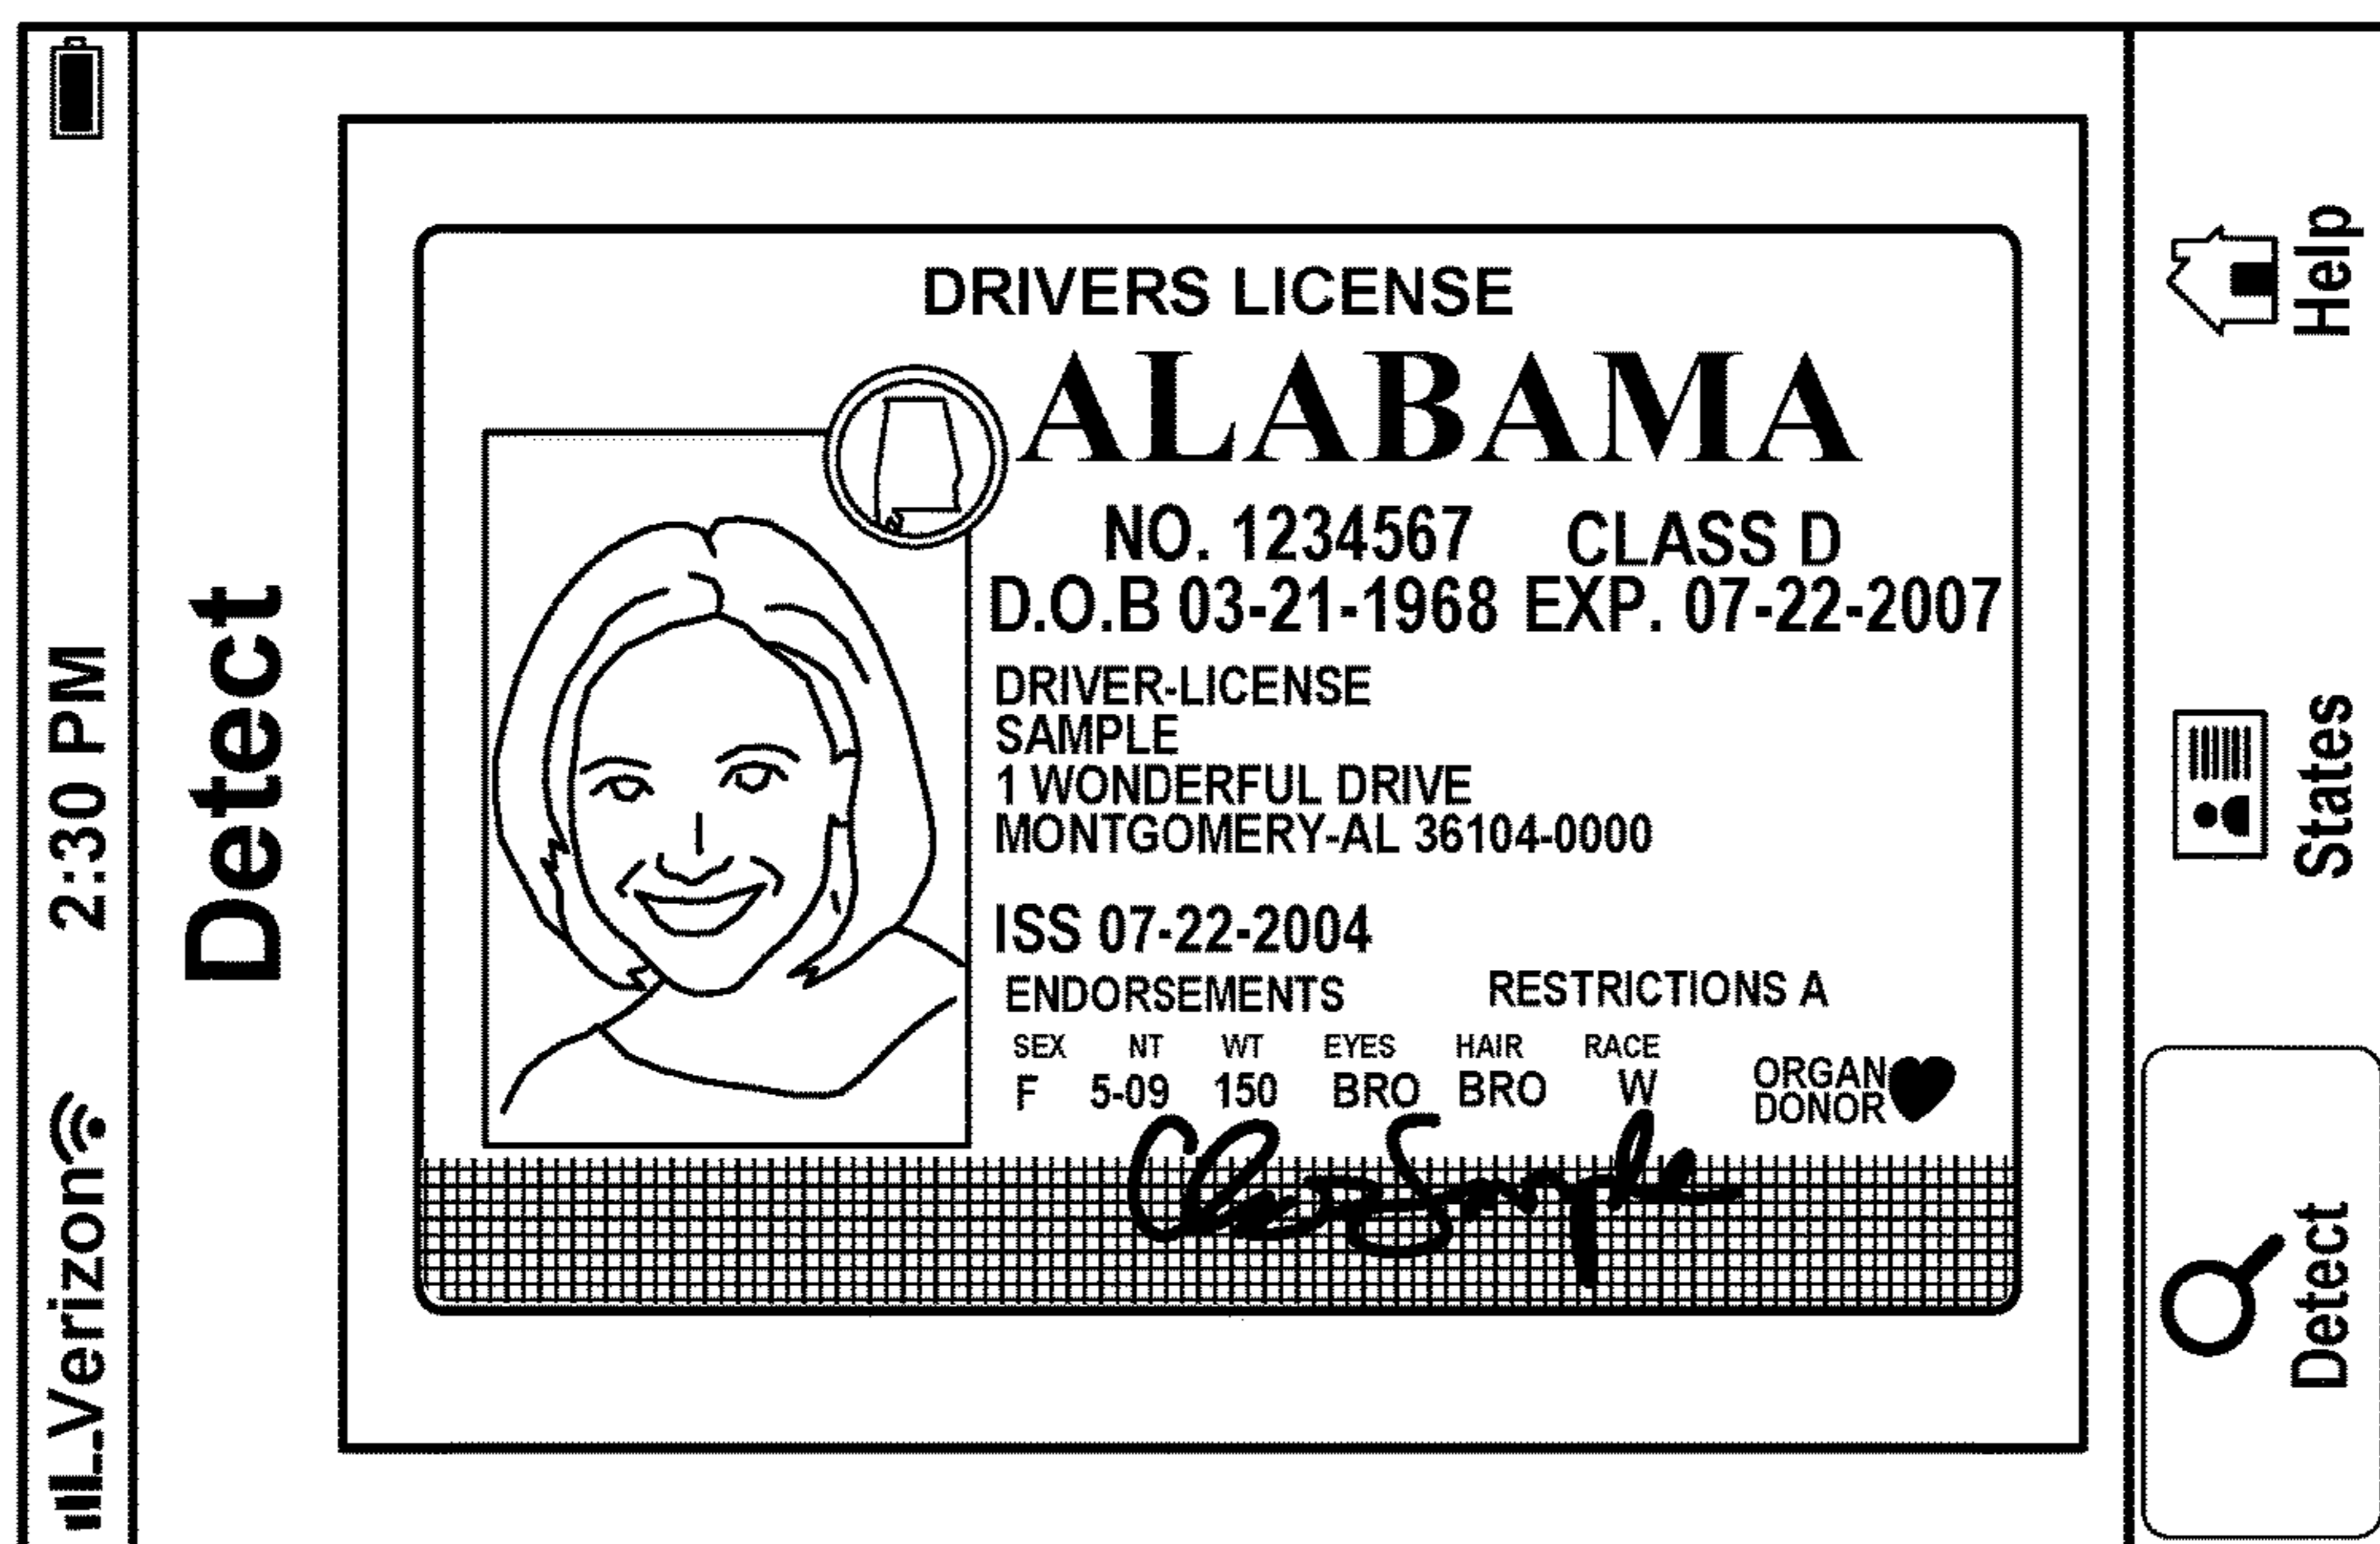 Verizon 2:30 PM
Detect
DRIVERS LICENSE
ALABAMA
NO. 1234567 CLASS D
D.O.B 03-21-1968 EXP. 07-22-2007
DRIVER-LICENSE
SAMPLE
1 WONDERFUL DRIVE
MONTGOMERY-AL 36104-0000
ISS 07-22-2004
ENDORSEMENTS RESTRICTIONS A
SEX NT WT EYES HAIR RACE
F 5-09 150 BRO BRO W
ORGAN
DONOR
Sample
Detect States Help